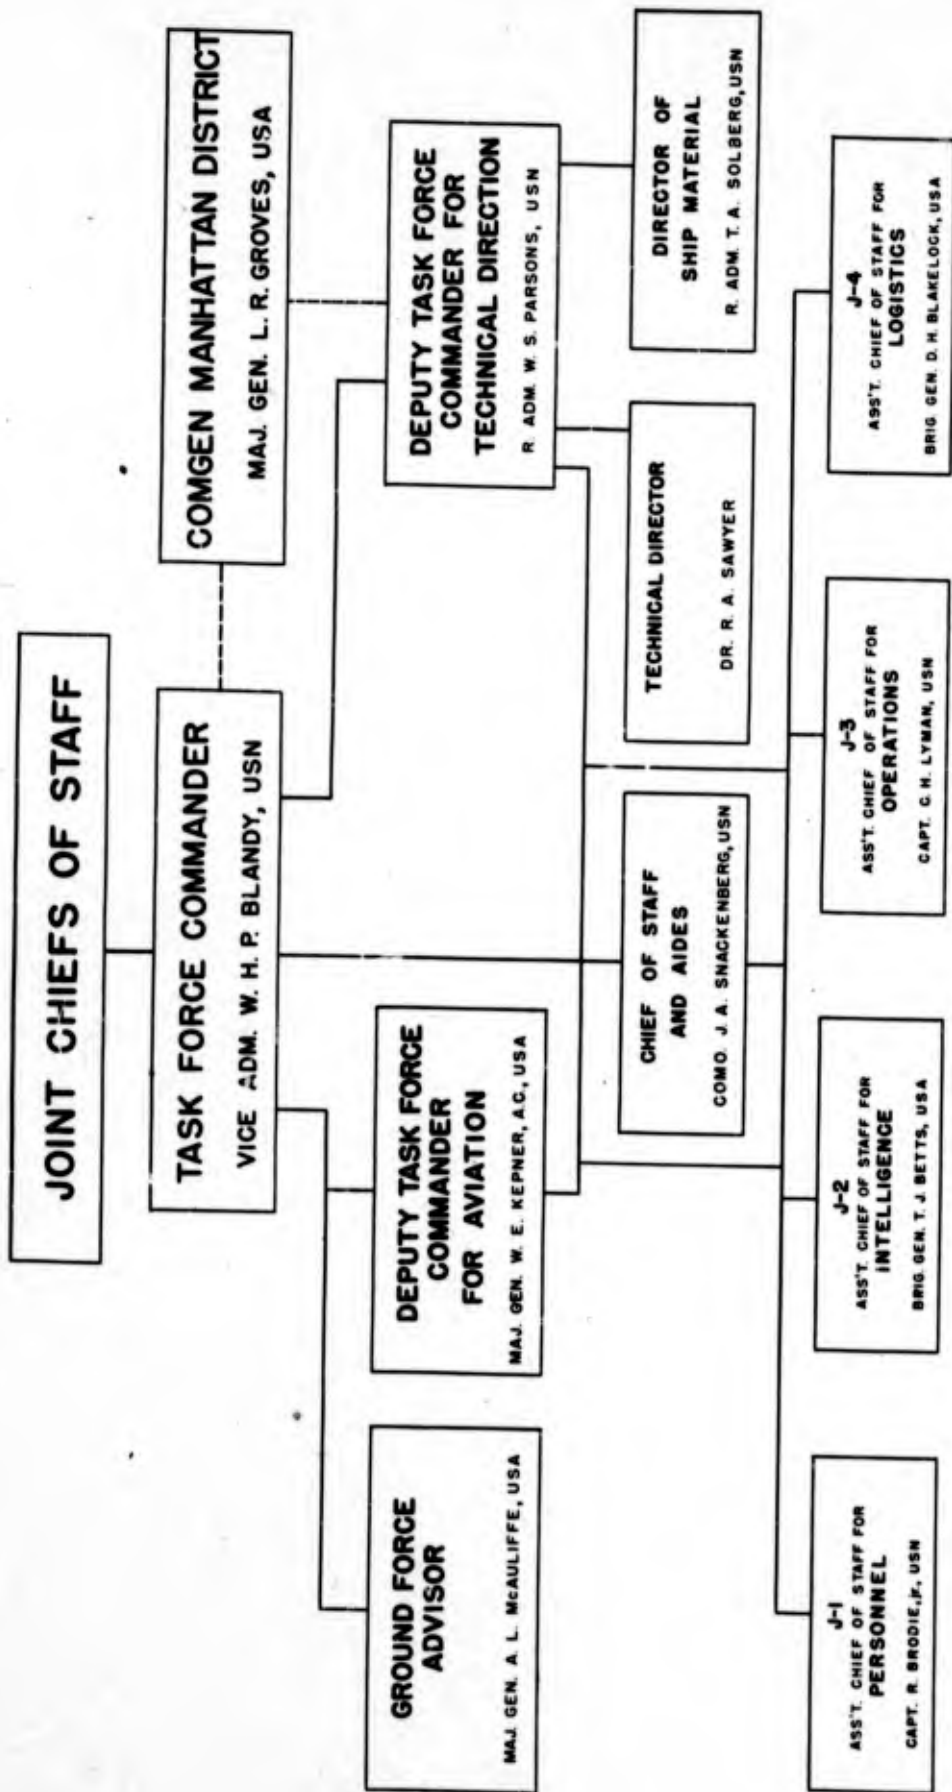 JOINT CHIEFS OF STAFF
TASK FORCE COMMANDER
VICE ADM. W. H. P. BLANDY, USN
COMGEN MANHATTAN DISTRICT
MAJ. GEN. L. R. GROVES, USA
GROUND FORCE
ADVISOR
MAJ. GEN. A. L. McAULIFFE, USA
DEPUTY TASK FORCE
COMMANDER
FOR AVIATION
MAJ. GEN. W. E. KEPNER, A.C., USA
DEPUTY TASK FORCE
COMMANDER FOR
TECHNICAL DIRECTION
R. ADM. W. S. PARSONS, USN
CHIEF OF STAFF
AND AIDES
COMO. J. A. SNACKENBERG, USN
TECHNICAL DIRECTOR
DR. R. A. SAWYER
DIRECTOR OF
SHIP MATERIAL
R. ADM. T. A. SOLBERG, USN
J-1
ASS'T. CHIEF OF STAFF FOR
PERSONNEL
CAPT. R. BRODIE, jr., USN
J-2
ASS'T. CHIEF OF STAFF FOR
INTELLIGENCE
BRIG. GEN. T. J. BETTS, USA
J-3
ASS'T. CHIEF OF STAFF FOR
OPERATIONS
CAPT. C. H. LYMAN, USN
J-4
ASS'T. CHIEF OF STAFF FOR
LOGISTICS
BRIG. GEN. D. H. BLAKELOCK, USA